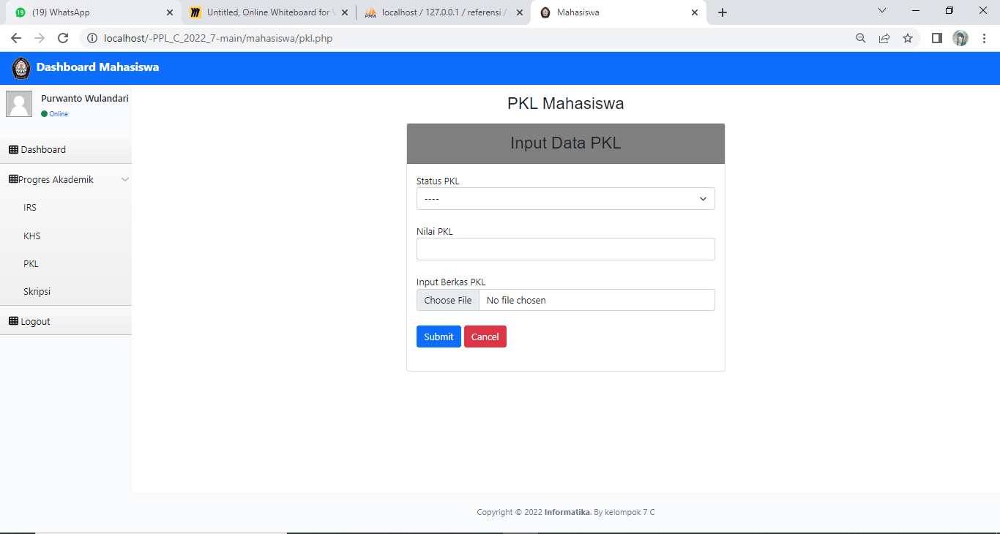 (19) WhatsApp
Untitled, Online Whiteboard for
localhost / 127.0.0.1 / referensi /
Mahasiswa
localhost/-PPL_C_2022_7-main/mahasiswa/pkl.php
Dashboard Mahasiswa
Purwanto Wulandari
Online
Dashboard
Progres Akademik
IRS
KHS
PKL
Skripsi
Logout
PKL Mahasiswa
Input Data PKL
Status PKL
----
Nilai PKL
Input Berkas PKL
Choose File No file chosen
Submit Cancel
Copyright © 2022 Informatika. By kelompok 7 C